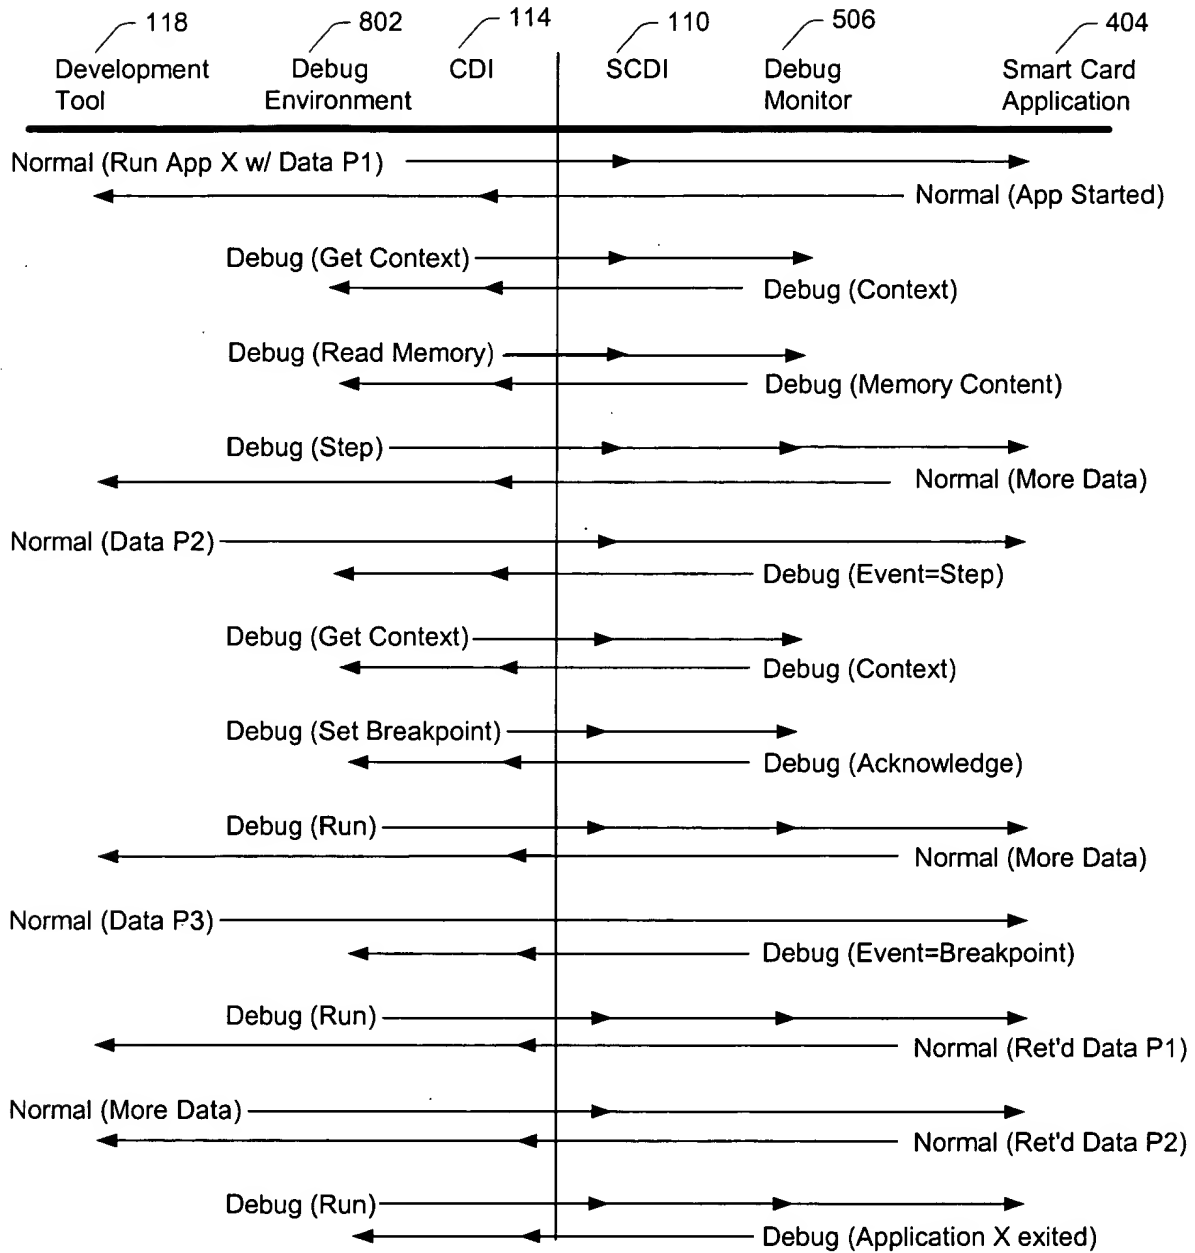 118 802 114 110 506 404
Development Debug CDI SCDI Debug Smart Card
Tool Environment Monitor Application
Normal (Run App X w/ Data P1)
Normal (App Started)
Debug (Get Context)
Debug (Context)
Debug (Read Memory)
Debug (Memory Content)
Debug (Step)
Normal (More Data)
Normal (Data P2)
Debug (Event=Step)
Debug (Get Context)
Debug (Context)
Debug (Set Breakpoint)
Debug (Acknowledge)
Debug (Run)
Normal (More Data)
Normal (Data P3)
Debug (Event=Breakpoint)
Debug (Run)
Normal (Ret'd Data P1)
Normal (More Data)
Normal (Ret'd Data P2)
Debug (Run)
Debug (Application X exited)